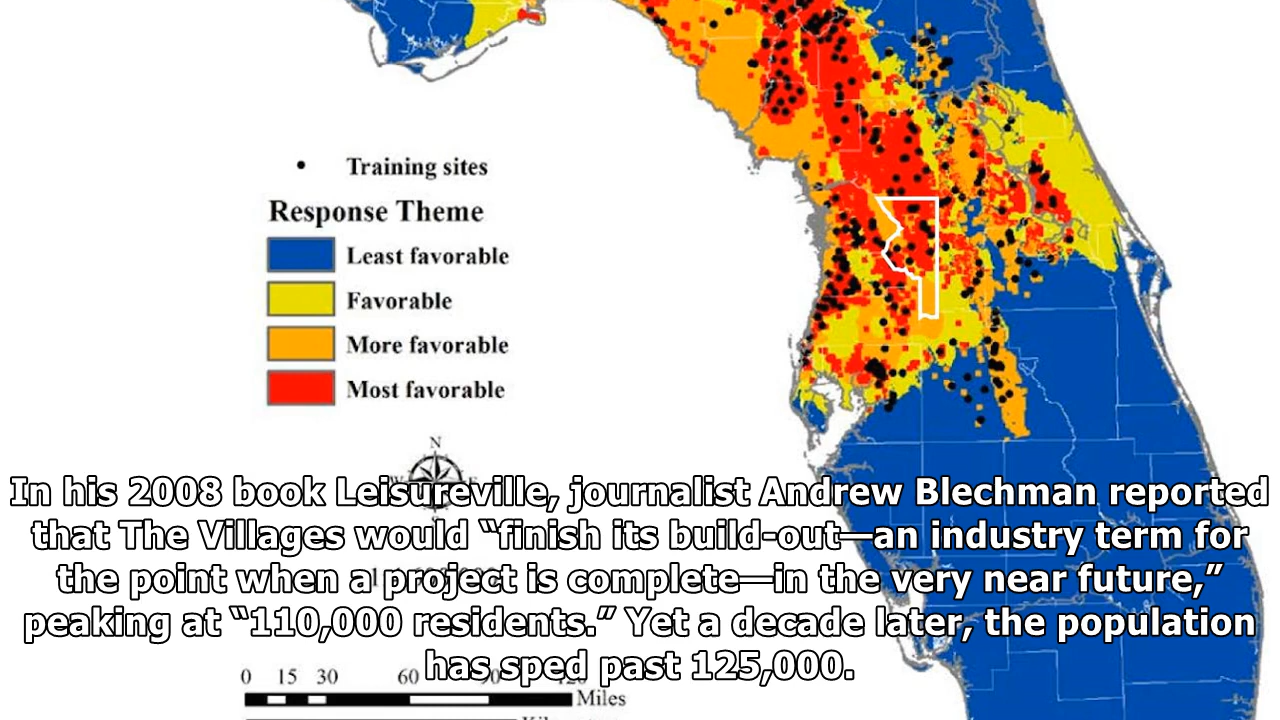 Training sites
Response Theme
Least favorable
Favorable
More favorable
Most favorable
N
In his 2008 book Leisureville, journalist Andrew Blechman reported
that The Villages would “finish its build-out—an industry term for
the point when a project is complete—in the very near future,”
peaking at “110,000 residents.” Yet a decade later, the population
has sped past 125,000.
0 15 30 60 90 120
Miles